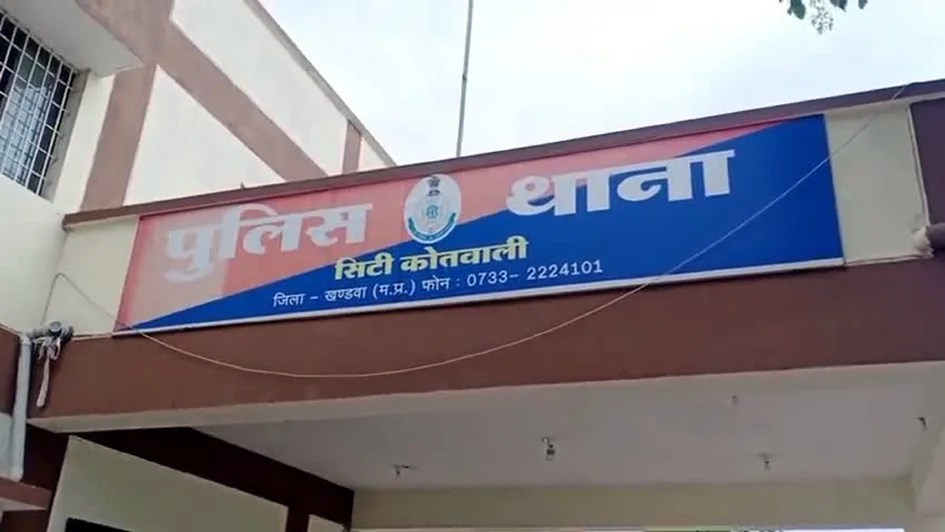 पुलिस थाना
सिटी कोतवाली
जिला - खण्डवा (म.प्र.) फोन : 0733- 2224101